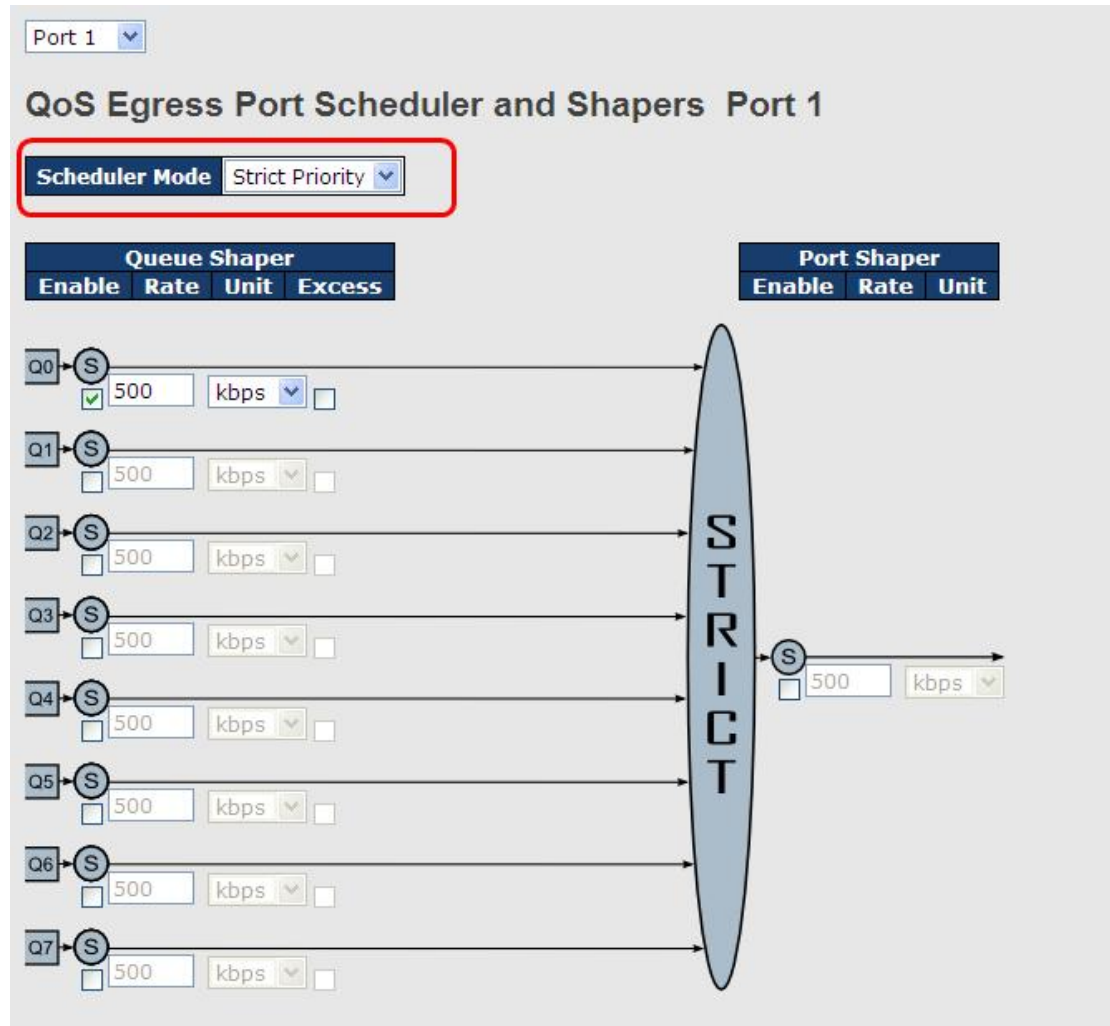 Port 1
QoS Egress Port Scheduler and Shapers Port 1
Scheduler Mode Strict Priority
Queue Shaper Port Shaper
Enable Rate Unit Excess Enable Rate Unit
Q0 S
500 kbps
Q1 S
500 kbps
Q2 S
500 kbps
Q3 S
500 kbps
Q4 S
500 kbps
Q5 S
500 kbps
Q6 S
500 kbps
Q7 S
500 kbps
STRICT
S
500 kbps